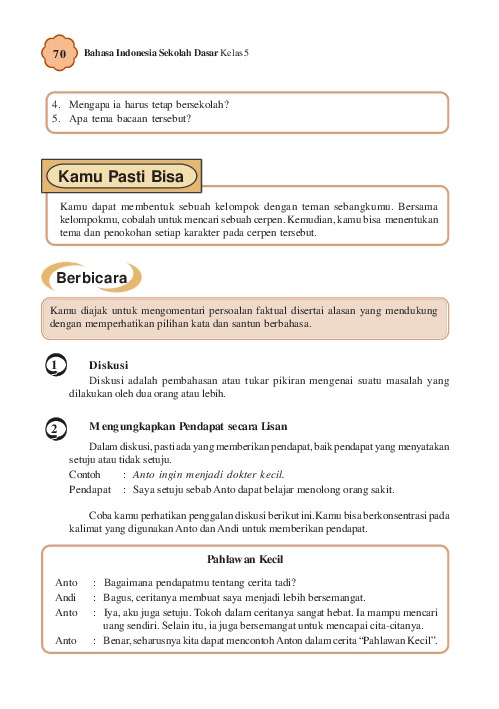 70 Bahasa Indonesia Sekolah Dasar Kelas 5
4. Mengapa ia harus tetap bersekolah?
5. Apa tema bacaan tersebut?
Kamu Pasti Bisa
Kamu dapat membentuk sebuah kelompok dengan teman sebangkumu. Bersama
kelompokmu, cobalah untuk mencari sebuah cerpen. Kemudian, kamu bisa menentukan
tema dan penokohan setiap karakter pada cerpen tersebut.
Berbicara
Kamu diajak untuk mengomentari persoalan faktual disertai alasan yang mendukung
dengan memperhatikan pilihan kata dan santun berbahasa.
1 Diskusi
Diskusi adalah pembahasan atau tukar pikiran mengenai suatu masalah yang
dilakukan oleh dua orang atau lebih.
2 Mengungkapkan Pendapat secara Lisan
Dalam diskusi, pasti ada yang memberikan pendapat, baik pendapat yang menyatakan
setuju atau tidak setuju.
Contoh : Anto ingin menjadi dokter kecil.
Pendapat : Saya setuju sebab Anto dapat belajar menolong orang sakit.
Coba kamu perhatikan penggalan diskusi berikut ini. Kamu bisa berkonsentrasi pada
kalimat yang digunakan Anto dan Andi untuk memberikan pendapat.
Pahlawan Kecil
Anto : Bagaimana pendapatmu tentang cerita tadi?
Andi : Bagus, ceritanya membuat saya menjadi lebih bersemangat.
Anto : Iya, aku juga setuju. Tokoh dalam ceritanya sangat hebat. Ia mampu mencari
uang sendiri. Selain itu, ia juga bersemangat untuk mencapai cita-citanya.
Anto : Benar, seharusnya kita dapat mencontoh Anton dalam cerita “Pahlawan Kecil”.